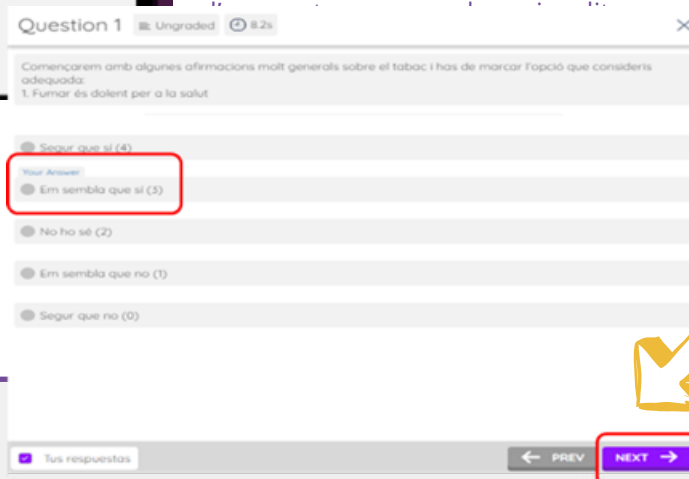 Question 1 Ungraded 8.2s
Començarem amb algunes afirmacions molt generals sobre el tabac i has de marcar l'opció que consideris
adequada:
1. Fumar és dolent per a la salut
Segur que sí (4)
Your Answer
Em sembla que sí (3)
No ho sé (2)
Em sembla que no (1)
Segur que no (0)
Tus respuestas
PREV NEXT